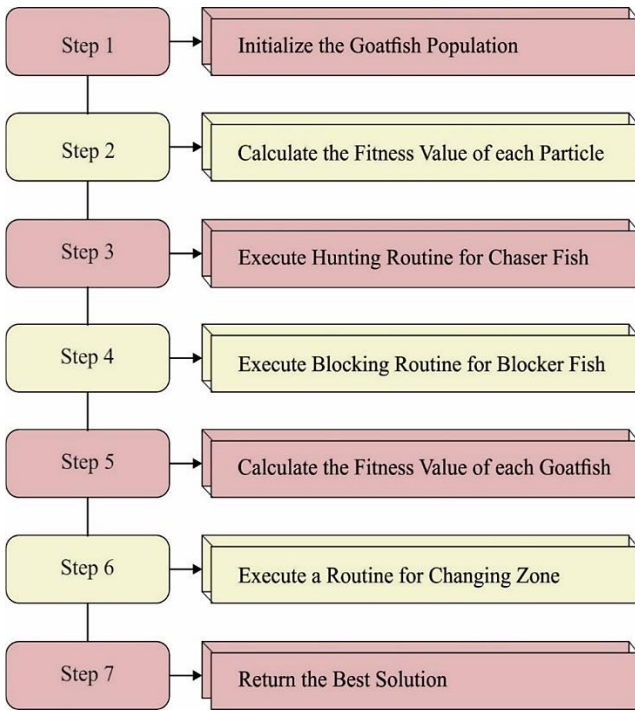 Step 1
Initialize the Goatfish Population
Step 2
Calculate the Fitness Value of each Particle
Step 3
Execute Hunting Routine for Chaser Fish
Step 4
Execute Blocking Routine for Blocker Fish
Step 5
Calculate the Fitness Value of each Goatfish
Step 6
Execute a Routine for Changing Zone
Step 7
Return the Best Solution